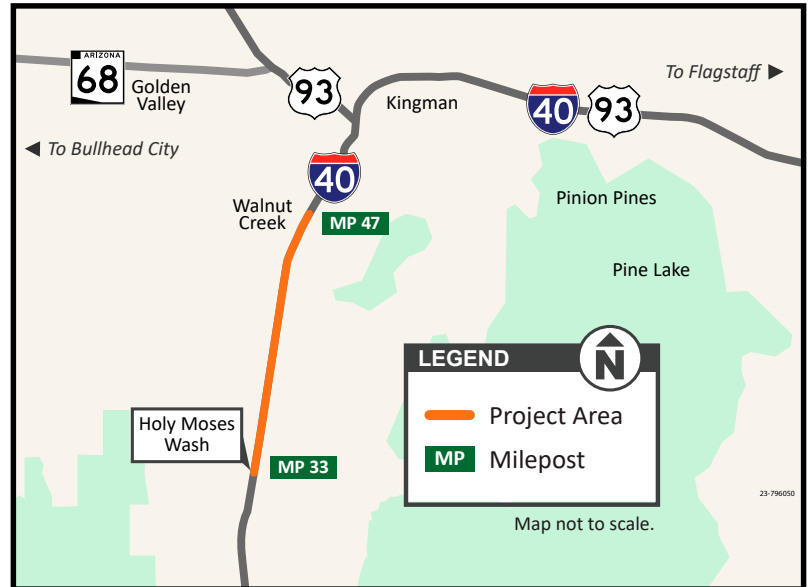 ARIZONA
68
Golden
Valley
93
Kingman
40
93
To Flagstaff
To Bullhead City
40
Walnut
Creek
MP 47
Pinion Pines
Pine Lake
LEGEND
N
Project Area
MP Milepost
Holy Moses
Wash
MP 33
23-796050
Map not to scale.